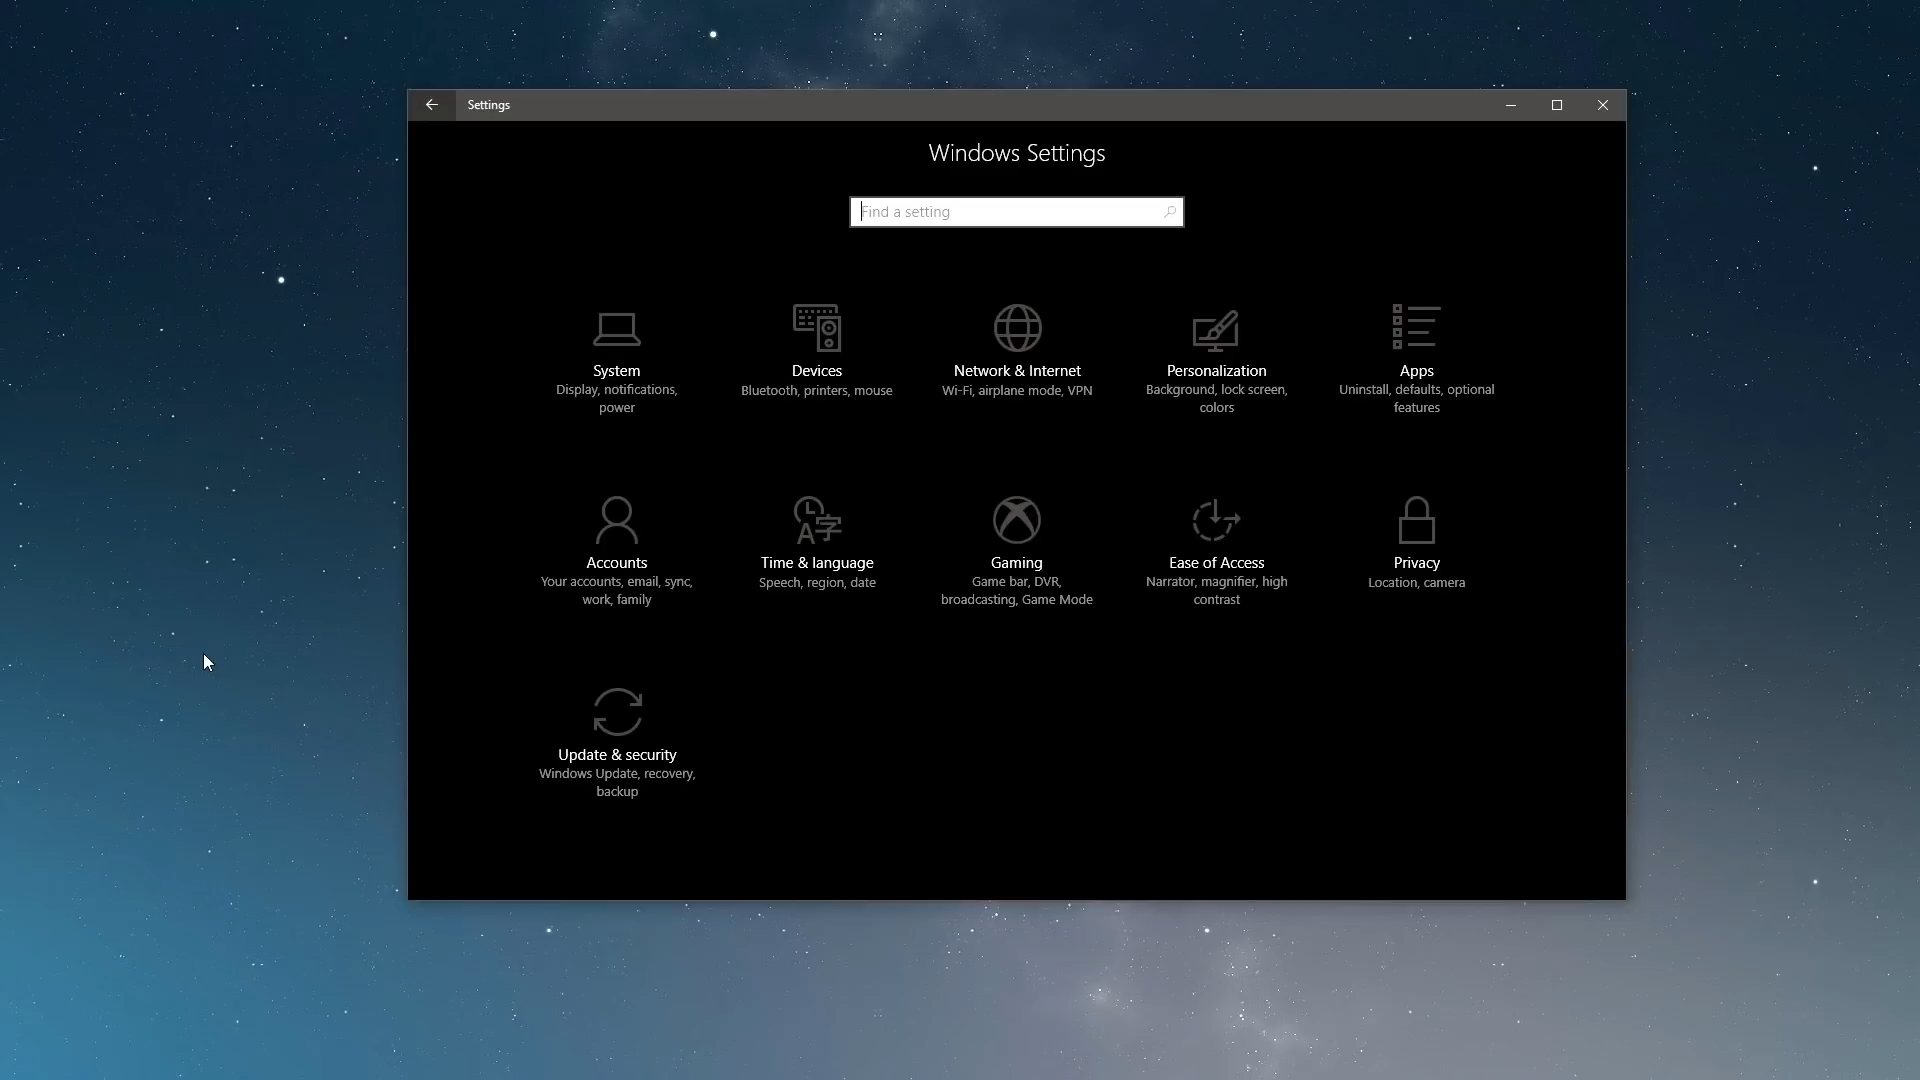 Settings
Windows Settings
Find a setting
System
Display, notifications,
power
Devices
Bluetooth, printers, mouse
Network & Internet
Wi-Fi, airplane mode, VPN
Personalization
Background, lock screen,
colors
Apps
Uninstall, defaults, optional
features
Accounts
Your accounts, email, sync,
work, family
Time & language
Speech, region, date
Gaming
Game bar, DVR,
broadcasting, Game Mode
Ease of Access
Narrator, magnifier, high
contrast
Privacy
Location, camera
Update & security
Windows Update, recovery,
backup